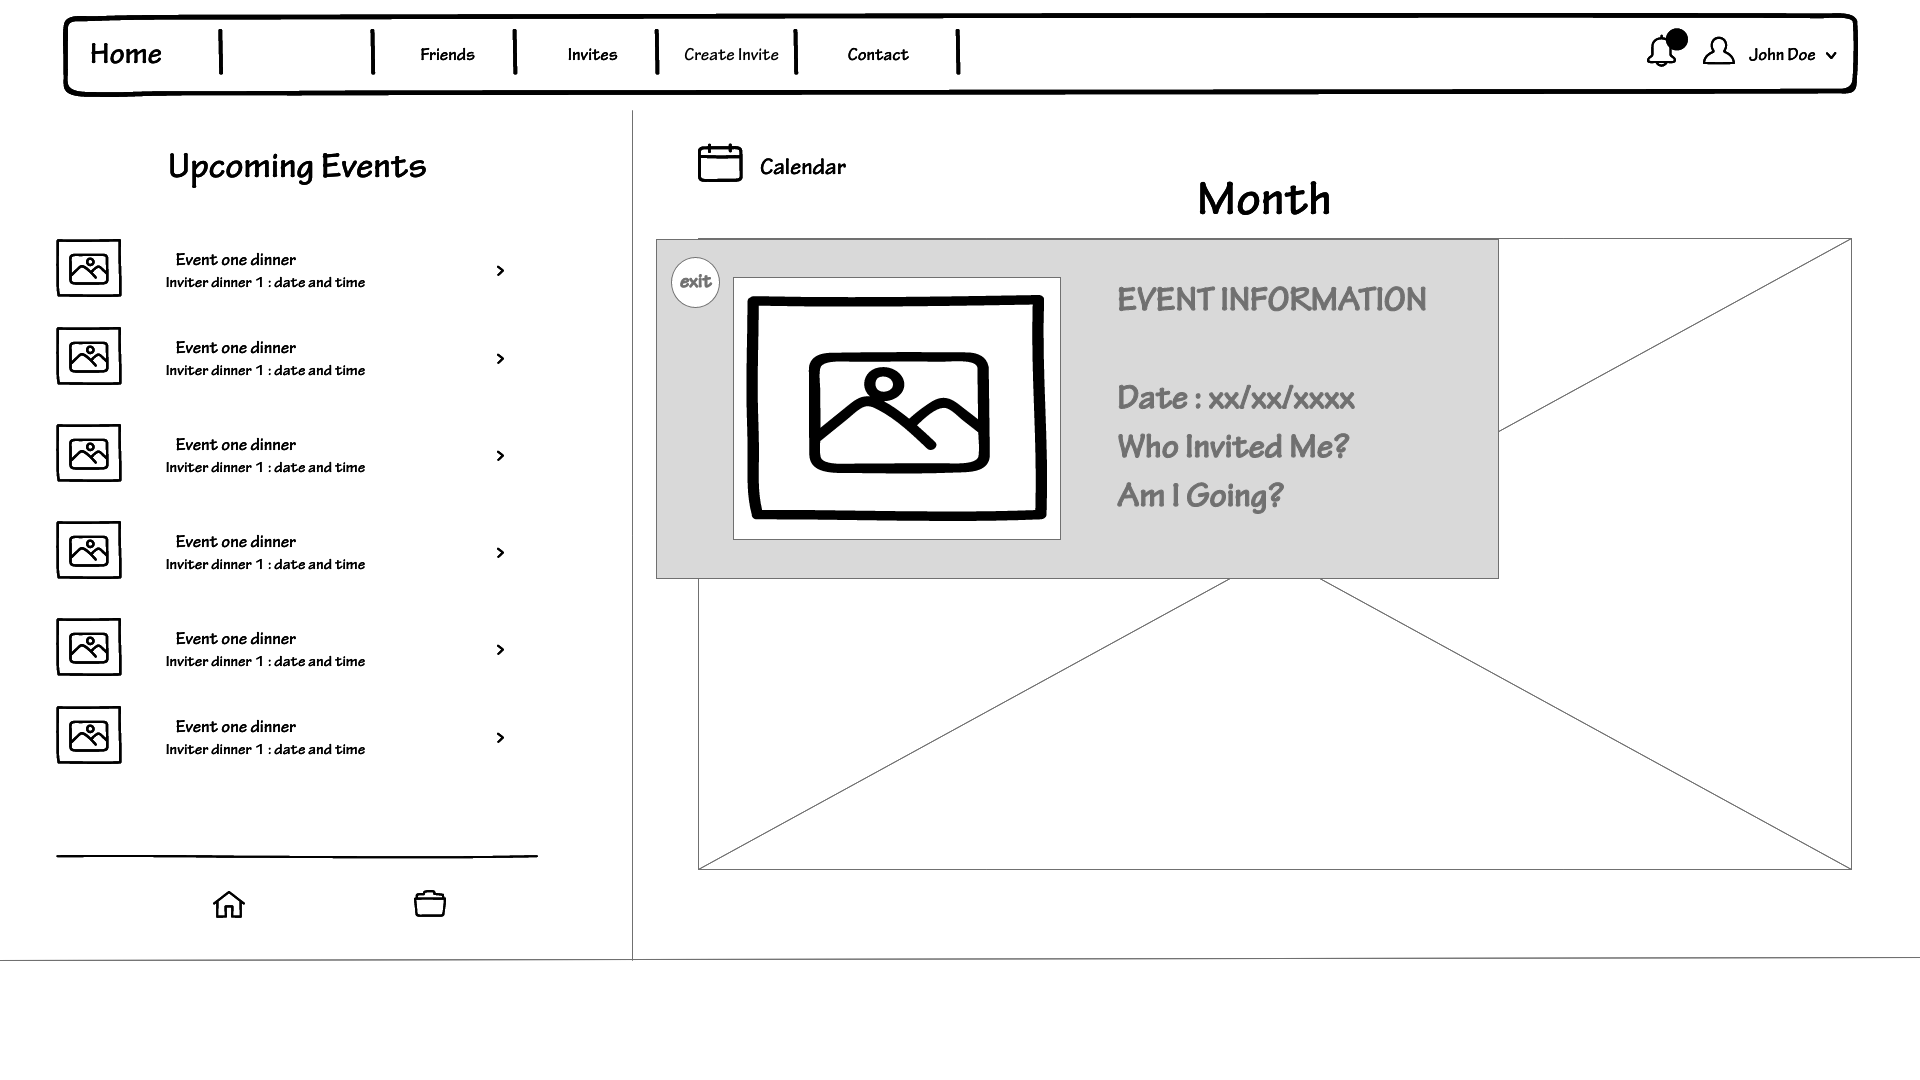 Home
Friends
Invites
Create Invite
Contact
John Doe
Upcoming Events
Event one dinner
Inviter dinner 1 : date and time
Event one dinner
Inviter dinner 1 : date and time
Event one dinner
Inviter dinner 1 : date and time
Event one dinner
Inviter dinner 1 : date and time
Event one dinner
Inviter dinner 1 : date and time
Event one dinner
Inviter dinner 1 : date and time
Calendar
Month
exit
EVENT INFORMATION
Date : xx/xx/xxxx
Who Invited Me?
Am I Going?